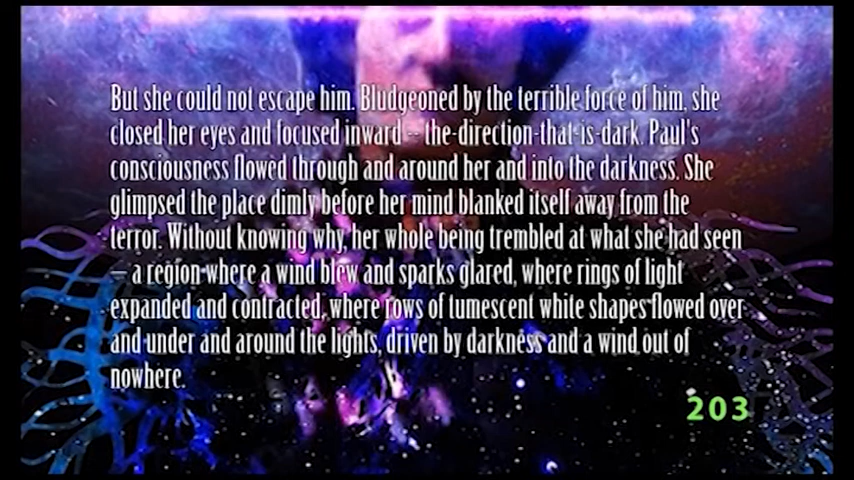 But she could not escape him. Bludgeoned by the terrible force of him, she
closed her eyes and focused inward -- the-direction-that-is-dark. Paul's
consciousness flowed through and around her and into the darkness. She
glimpsed the place dimly before her mind blanked itself away from the
terror. Without knowing why, her whole being trembled at what she had seen
-- a region where a wind blew and sparks glared, where rings of light
expanded and contracted, where rows of tumescent white shapes flowed over
and under and around the lights, driven by darkness and a wind out of
nowhere.
203